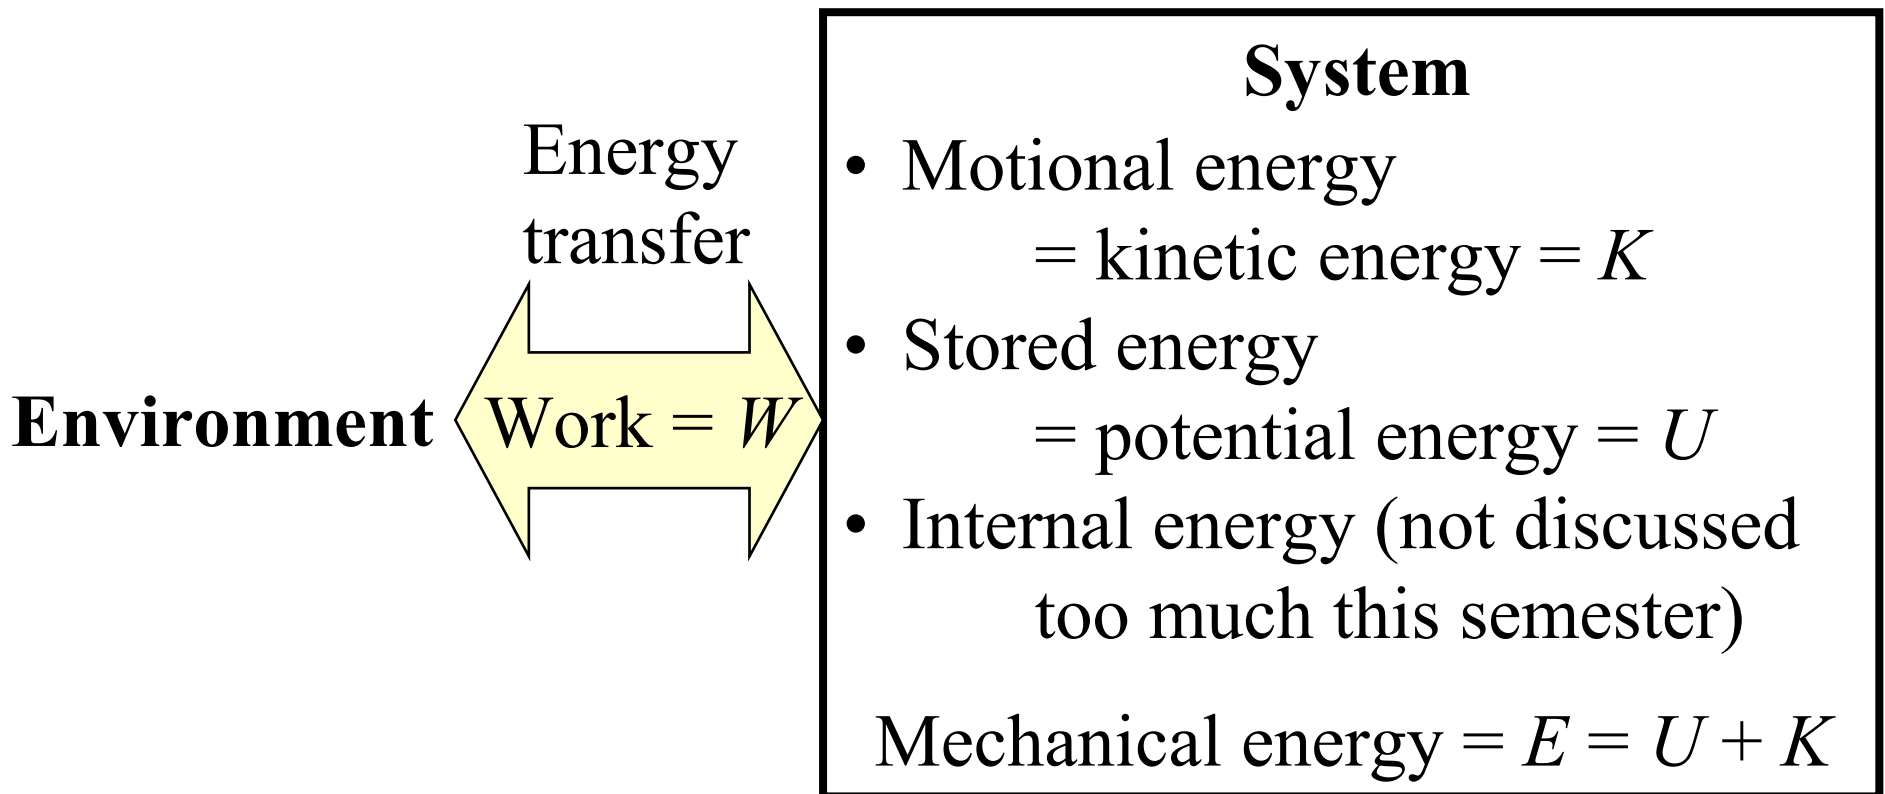 System
Energy
transfer
• Motional energy
= kinetic energy = K
• Stored energy
Environment
Work = W
= potential energy = U
• Internal energy (not discussed
too much this semester)
Mechanical energy = E = U + K